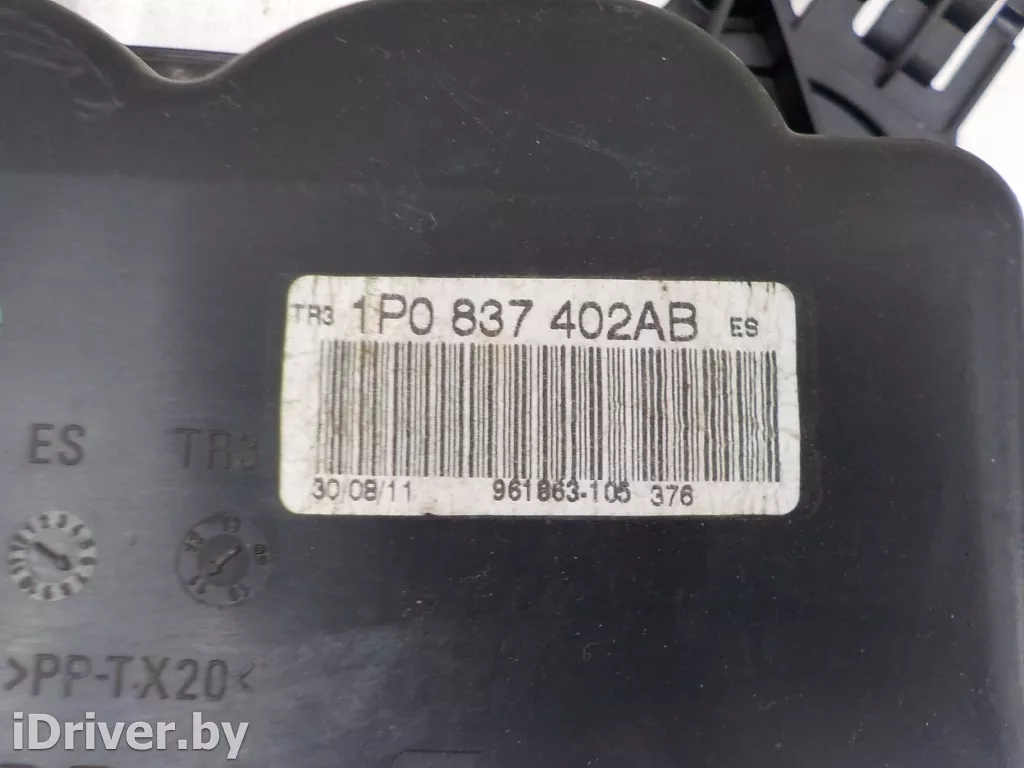 TR3 1P0 837 402AB ES
30/08/11 961863-105 376
ES TR3
>PP-TX20<
iDriver.by